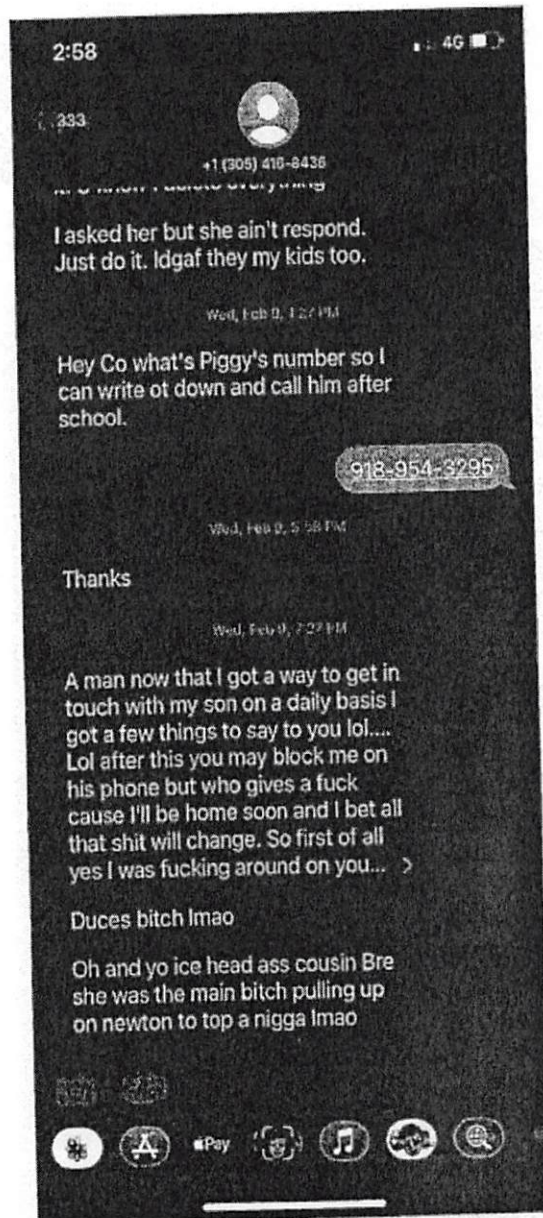 2:58
4G
333
+1 (305) 416-8436
I asked her but she ain't respond.
Just do it. Idgaf they my kids too.
Wed, Feb 9, 1:27 PM
Hey Co what's Piggy's number so I
can write ot down and call him after
school.
918-954-3295
Wed, Feb 9, 5:58 PM
Thanks
Wed, Feb 9, 7:27 PM
A man now that I got a way to get in
touch with my son on a daily basis I
got a few things to say to you lol....
Lol after this you may block me on
his phone but who gives a fuck
cause I'll be home soon and I bet all
that shit will change. So first of all
yes I was fucking around on you... >
Duces bitch lmao
Oh and yo ice head ass cousin Bre
she was the main bitch pulling up
on newton to top a nigga lmao
Pay